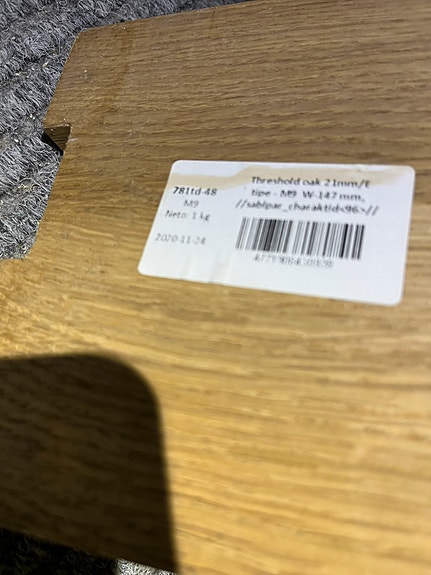 781td-48
M9
Neto: 1 kg
2020-11-24
Threshold oak 21mm/E
tipe - M9 W-147 mm,
//sablpar_charaktid<96>//